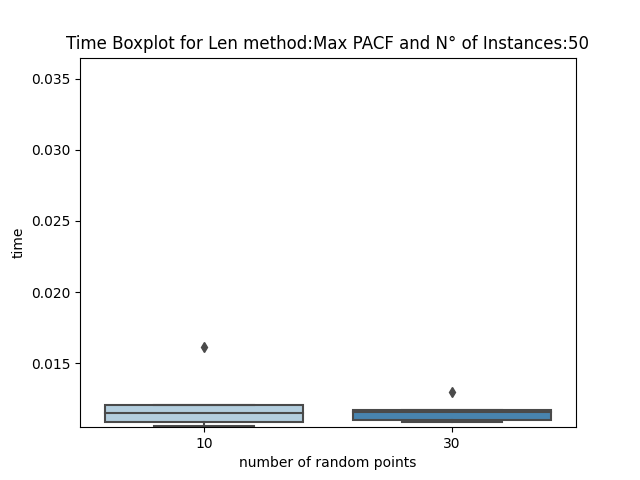 Time Boxplot for Len method:Max PACF and N° of Instances:50
0.035
0.030
0.025
0.020
0.015
time
10
30
number of random points